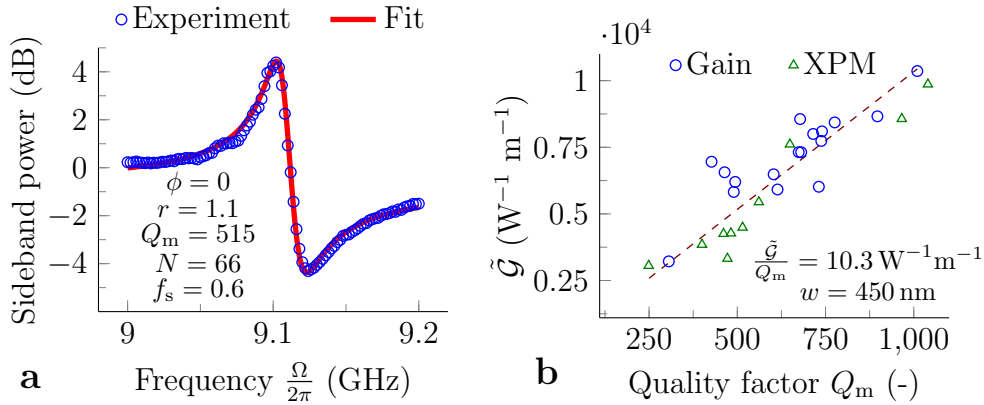 Experiment Fit
Sideband power (dB)
4
2
0
−2
−4
ϕ = 0
r = 1.1
Qm = 515
N = 66
fs = 0.6
9 9.1 9.2
a Frequency Ω/2π (GHz)
·10⁴
Gain XPM
G̃ (W⁻¹ m⁻¹)
1
0.75
0.5
0.25
G̃/Qm = 10.3 W⁻¹m⁻¹
w = 450 nm
250 500 750 1,000
b Quality factor Qm (-)